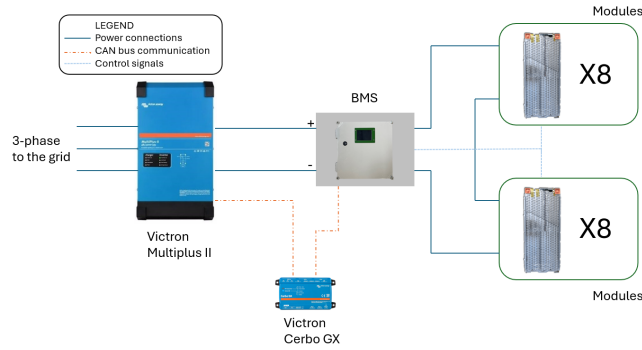 Modules
LEGEND
Power connections
CAN bus communication
Control signals
X8
BMS
+
3-phase
to the grid
-
X8
Victron
Multiplus II
Modules
Victron
Cerbo GX